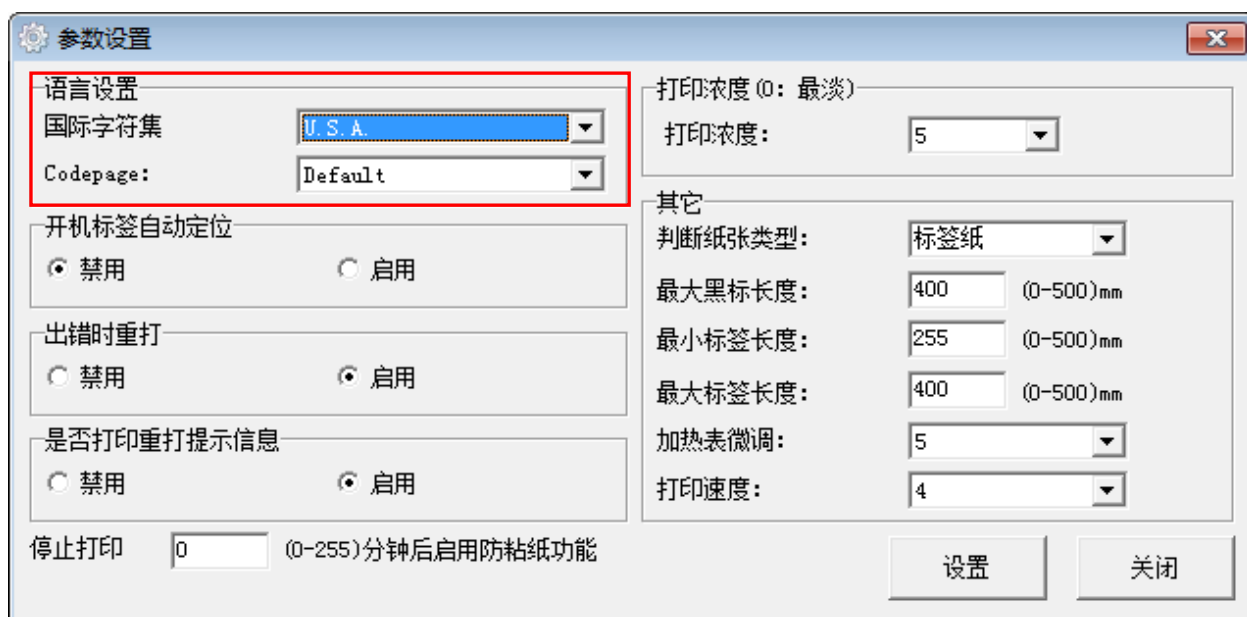 参数设置
语言设置
国际字符集 U.S.A.
Codepage: Default
开机标签自动定位
禁用 启用
出错时重打
禁用 启用
是否打印重打提示信息
禁用 启用
停止打印 0 (0-255)分钟后启用防粘纸功能
打印浓度(0: 最淡)
打印浓度: 5
其它
判断纸张类型: 标签纸
最大黑标长度: 400 (0-500)mm
最小标签长度: 255 (0-500)mm
最大标签长度: 400 (0-500)mm
加热表微调: 5
打印速度: 4
设置 关闭